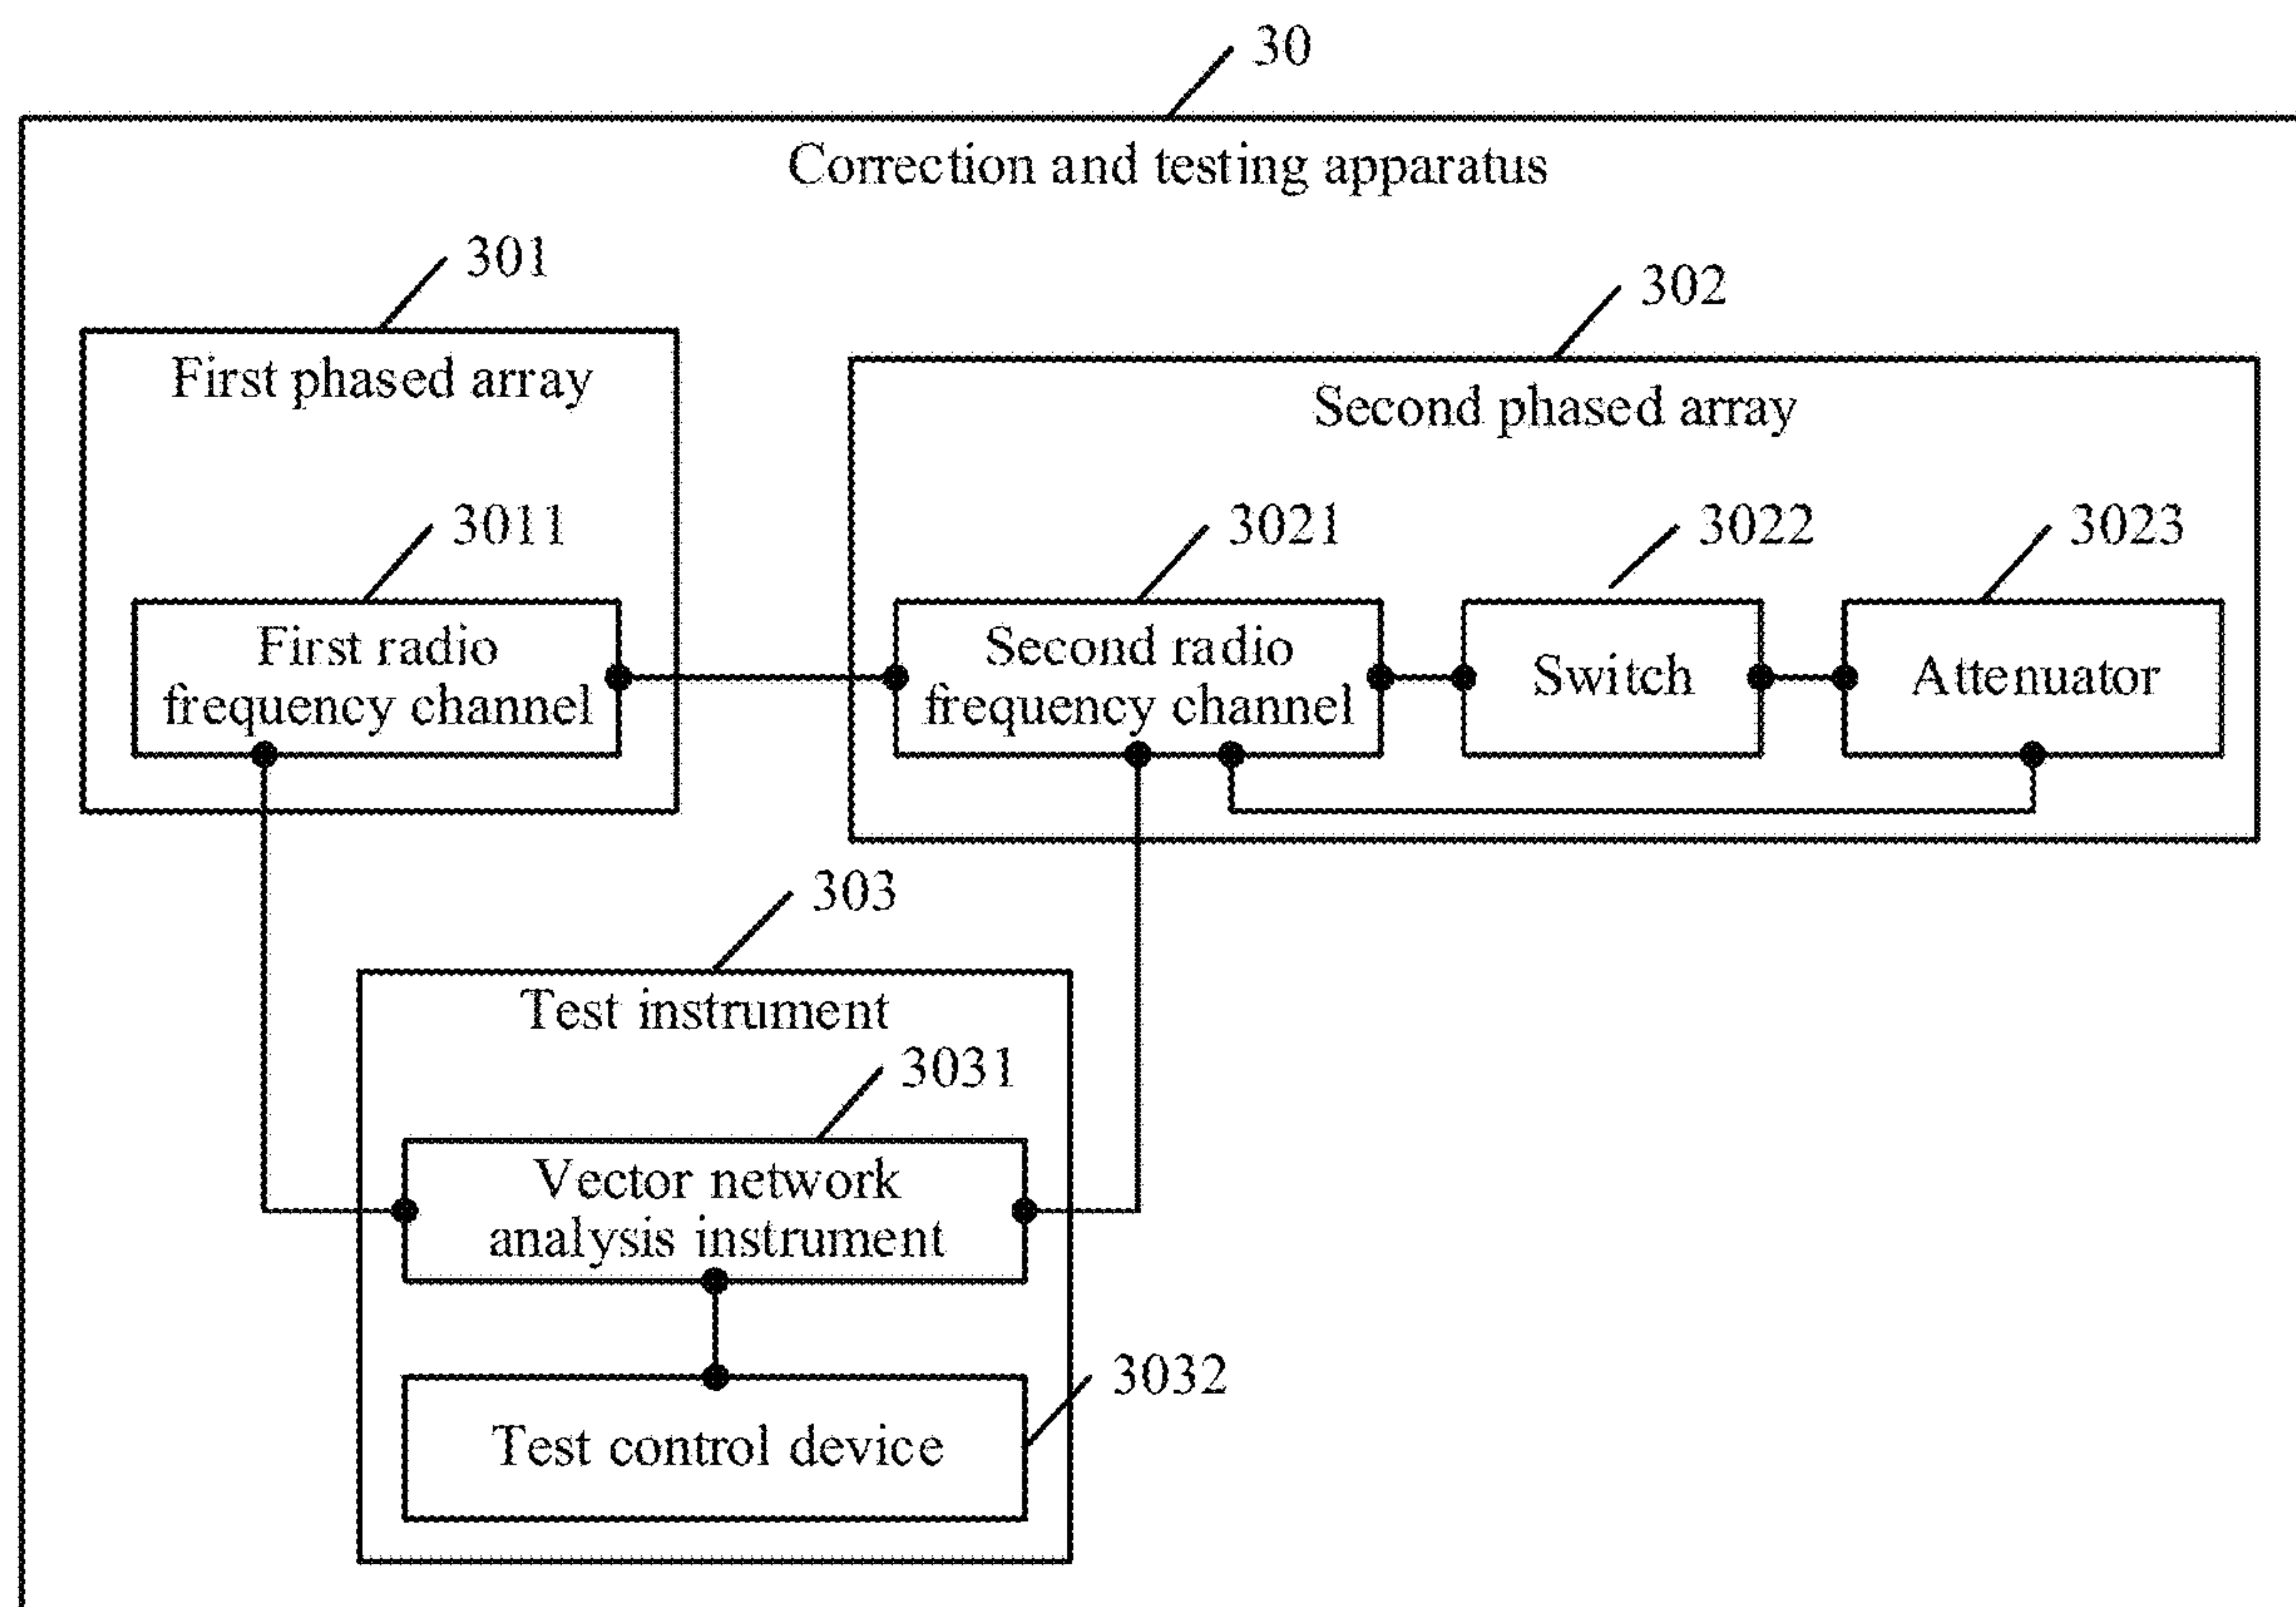 30
Correction and testing apparatus
301
302
First phased array
Second phased array
3011
3021
3022
3023
First radio
frequency channel
Second radio
frequency channel
Switch
Attenuator
303
Test instrument
3031
Vector network
analysis instrument
3032
Test control device